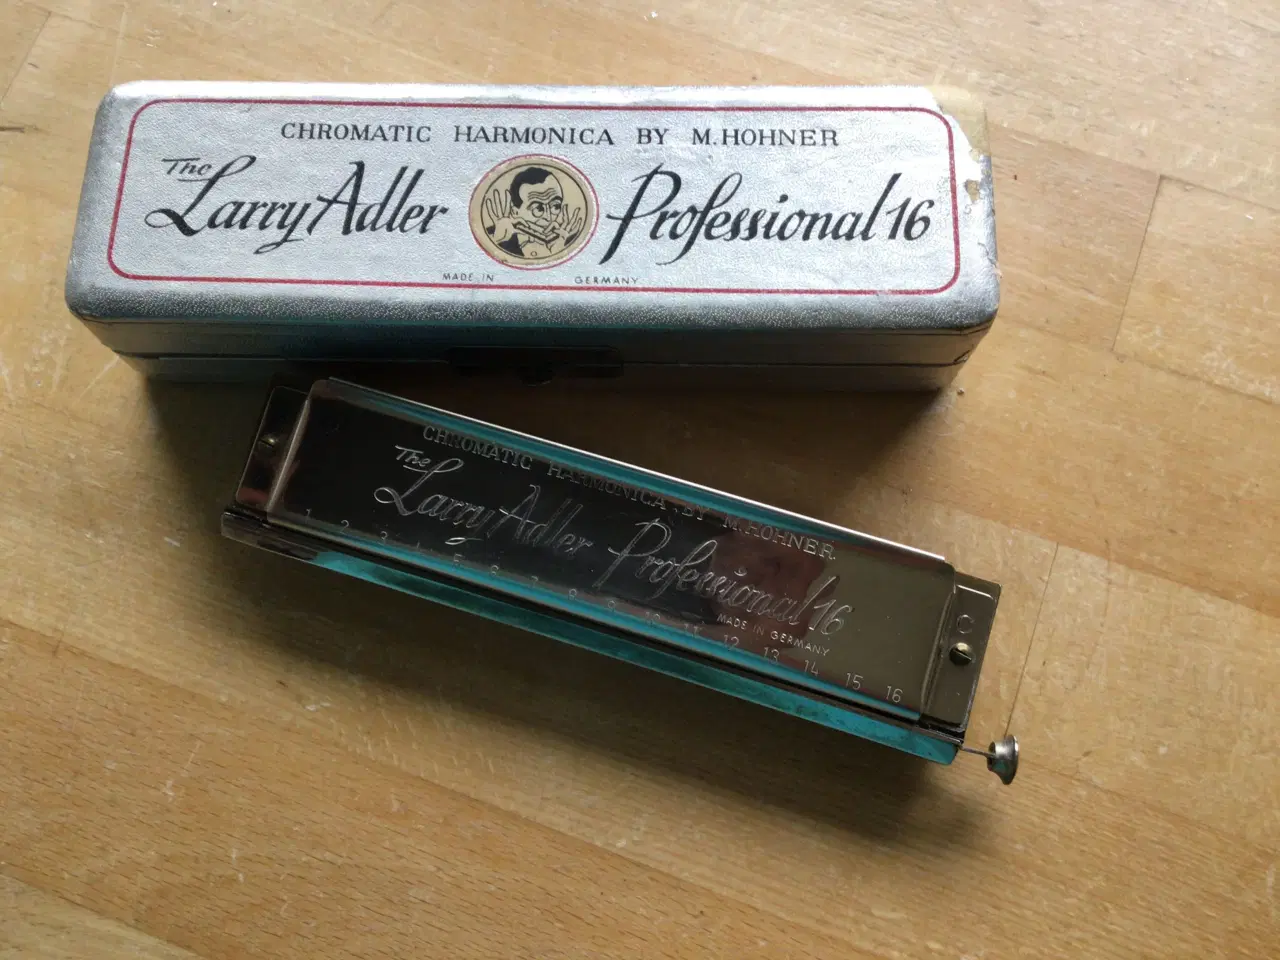 CHROMATIC HARMONICA BY M. HOHNER
The
Larry Adler Professional 16
MADE IN GERMANY
CHROMATIC HARMONICA BY M. HOHNER
The
Larry Adler Professional 16
MADE IN GERMANY
1 2 3 4 5 6 7 8 9 10 11 12 13 14 15 16
C